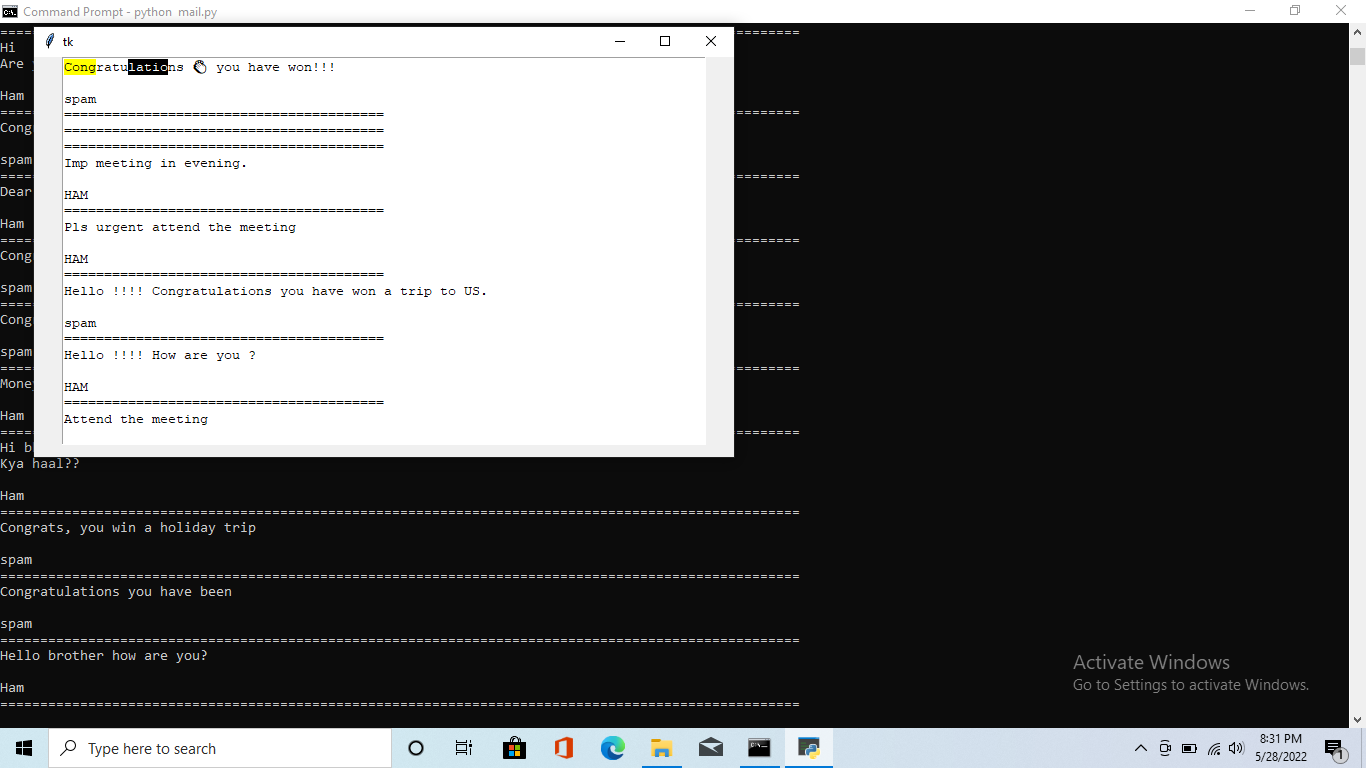 Command Prompt - python mail.py
================================================================
Hi
Are
Ham
Cong
spam
Dear
Ham
Cong
spam
Cong
spam
Money
Ham
Hi b
Kya haal??
Ham
====================================================================================================
Congrats, you win a holiday trip
spam
====================================================================================================
Congratulations you have been
spam
====================================================================================================
Hello brother how are you?
Ham
====================================================================================================
tk
Congratulations 👏 you have won!!!
spam
========================================
========================================
========================================
Imp meeting in evening.
HAM
========================================
Pls urgent attend the meeting
HAM
========================================
Hello !!!! Congratulations you have won a trip to US.
spam
========================================
Hello !!!! How are you ?
HAM
========================================
Attend the meeting
Activate Windows
Go to Settings to activate Windows.
Type here to search
8:31 PM
5/28/2022
1